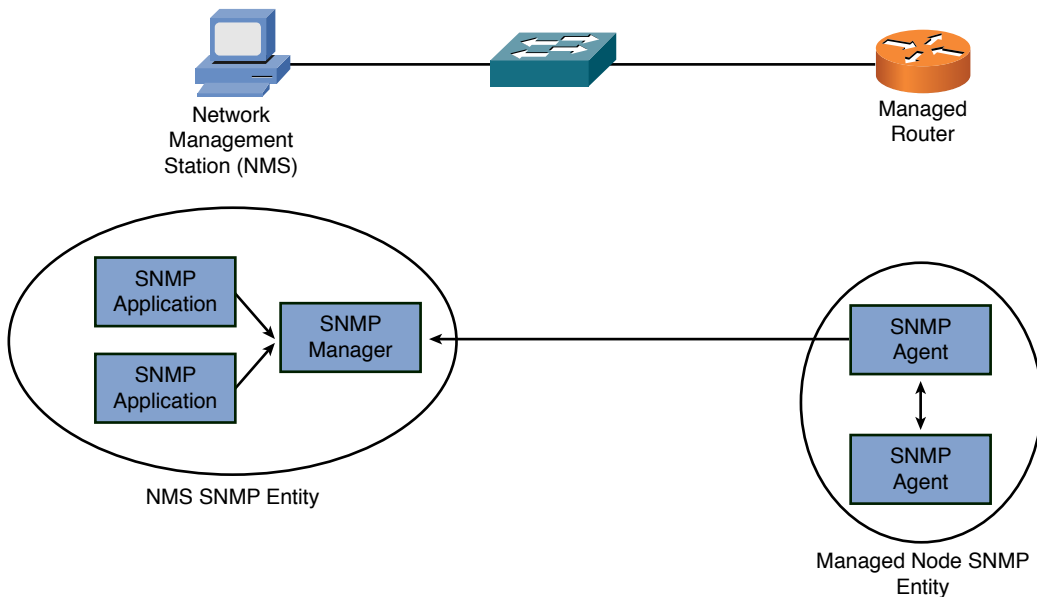 Network
Management
Station (NMS)
Managed
Router
SNMP
Application
SNMP
Application
SNMP
Manager
NMS SNMP Entity
SNMP
Agent
SNMP
Agent
Managed Node SNMP
Entity